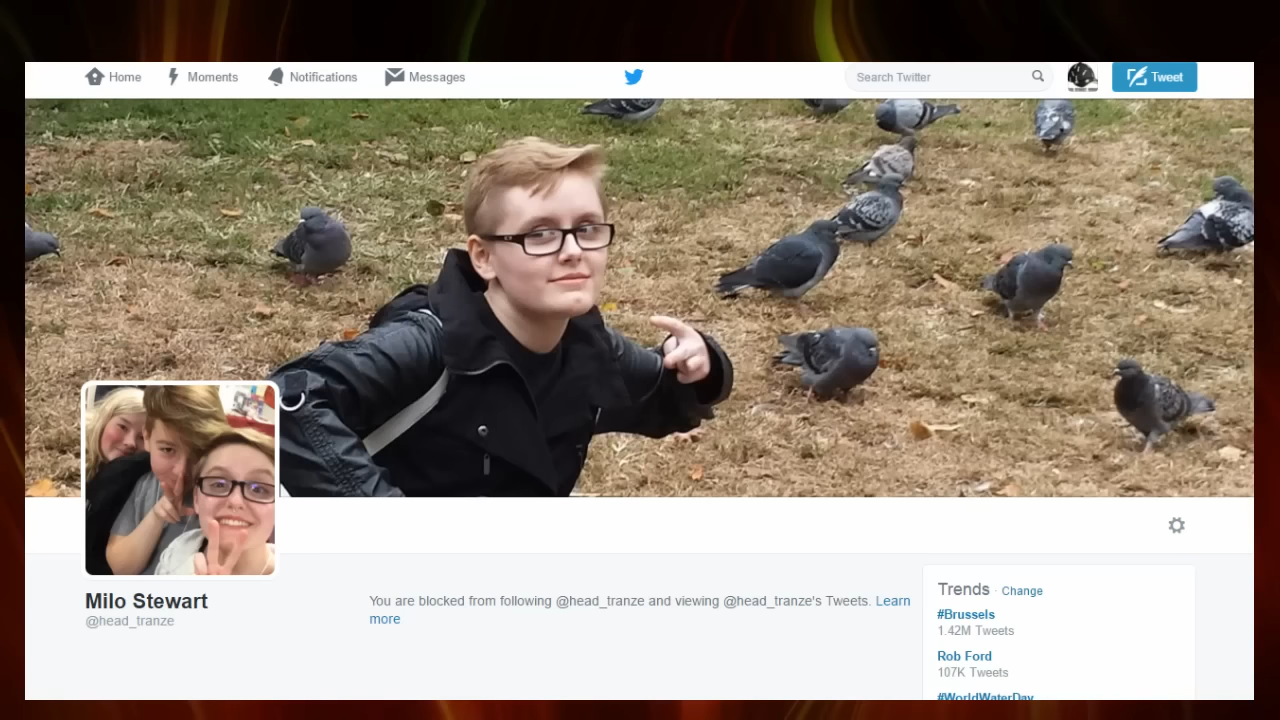 Home
Moments
Notifications
Messages
Search Twitter
Tweet
Milo Stewart
@head_tranze
You are blocked from following @head_tranze and viewing @head_tranze's Tweets. Learn
more
Trends · Change
#Brussels
1.42M Tweets
Rob Ford
107K Tweets
#WorldWaterDay